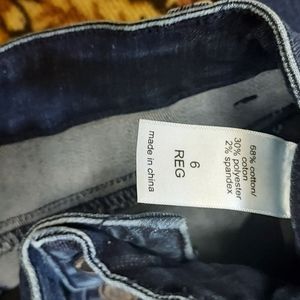 6
REG
made in china
68% cotton/
coton
30% polyester
2% spandex